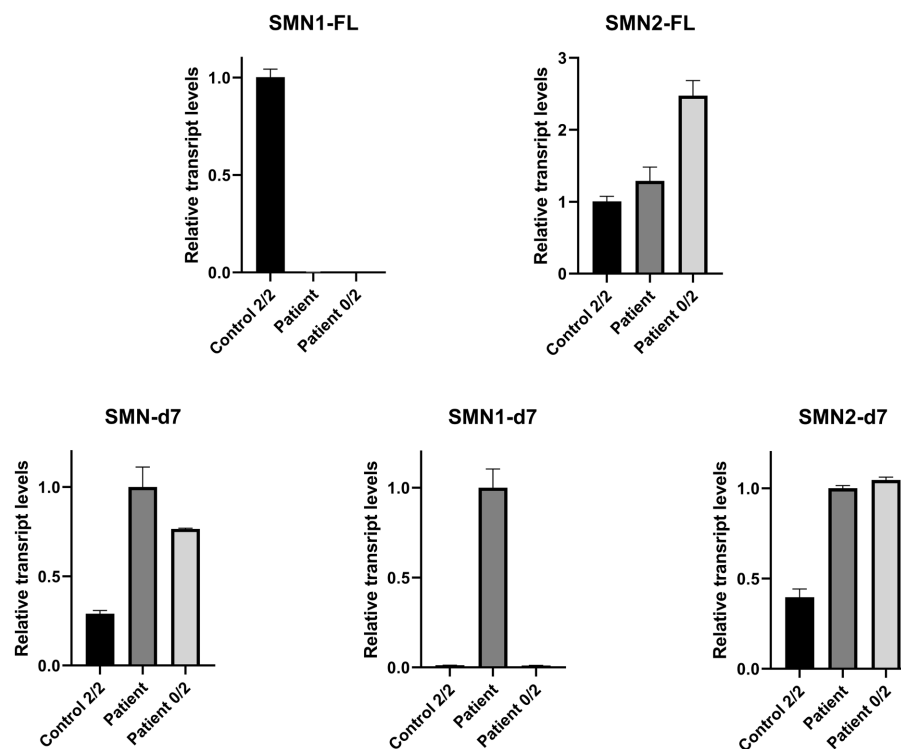 SMN1-FL
Relative transcript levels
1.0
0.5
0.0
Control 2/2
Patient
Patient 0/2
SMN2-FL
Relative transript levels
3
2
1
0
Control 2/2
Patient
Patient 0/2
SMN-d7
Relative transript levels
1.0
0.5
0.0
Control 2/2
Patient
Patient 0/2
SMN1-d7
Relative transript levels
1.0
0.5
0.0
Control 2/2
Patient
Patient 0/2
SMN2-d7
Relative transript levels
1.0
0.5
0.0
Control 2/2
Patient
Patient 0/2